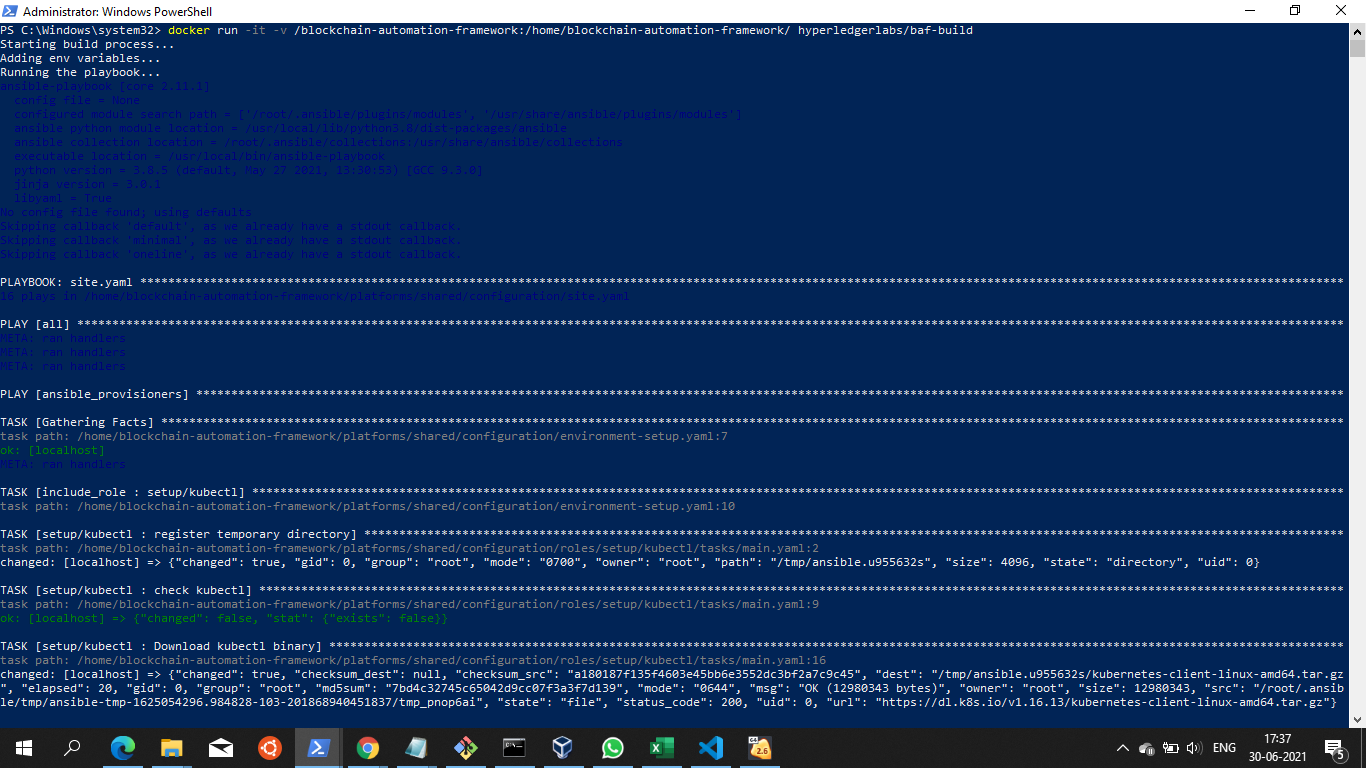 Administrator: Windows PowerShell
PS C:\Windows\system32> docker run -it -v /blockchain-automation-framework:/home/blockchain-automation-framework/ hyperledgerlabs/baf-build
Starting build process...
Adding env variables...
Running the playbook...
ansible-playbook [core 2.11.1]
  config file = None
  configured module search path = ['/root/.ansible/plugins/modules', '/usr/share/ansible/plugins/modules']
  ansible python module location = /usr/local/lib/python3.8/dist-packages/ansible
  ansible collection location = /root/.ansible/collections:/usr/share/ansible/collections
  executable location = /usr/local/bin/ansible-playbook
  python version = 3.8.5 (default, May 27 2021, 13:30:53) [GCC 9.3.0]
  jinja version = 3.0.1
  libyaml = True
No config file found; using defaults
Skipping callback 'default', as we already have a stdout callback.
Skipping callback 'minimal', as we already have a stdout callback.
Skipping callback 'oneline', as we already have a stdout callback.
PLAYBOOK: site.yaml ****************************************************************************************************************************************************************************
16 plays in /home/blockchain-automation-framework/platforms/shared/configuration/site.yaml
PLAY [all] *************************************************************************************************************************************************************************************
META: ran handlers
META: ran handlers
META: ran handlers
PLAY [ansible_provisioners] ********************************************************************************************************************************************************************
TASK [Gathering Facts] *************************************************************************************************************************************************************************
task path: /home/blockchain-automation-framework/platforms/shared/configuration/environment-setup.yaml:7
ok: [localhost]
META: ran handlers
TASK [include_role : setup/kubectl] ************************************************************************************************************************************************************
task path: /home/blockchain-automation-framework/platforms/shared/configuration/environment-setup.yaml:10
TASK [setup/kubectl : register temporary directory] ********************************************************************************************************************************************
task path: /home/blockchain-automation-framework/platforms/shared/configuration/roles/setup/kubectl/tasks/main.yaml:2
changed: [localhost] => {"changed": true, "gid": 0, "group": "root", "mode": "0700", "owner": "root", "path": "/tmp/ansible.u955632s", "size": 4096, "state": "directory", "uid": 0}
TASK [setup/kubectl : check kubectl] ***********************************************************************************************************************************************************
task path: /home/blockchain-automation-framework/platforms/shared/configuration/roles/setup/kubectl/tasks/main.yaml:9
ok: [localhost] => {"changed": false, "stat": {"exists": false}}
TASK [setup/kubectl : Download kubectl binary] *************************************************************************************************************************************************
task path: /home/blockchain-automation-framework/platforms/shared/configuration/roles/setup/kubectl/tasks/main.yaml:16
changed: [localhost] => {"changed": true, "checksum_dest": null, "checksum_src": "a180187f135f4603e45bb6e3552dc3bf2a7c9c45", "dest": "/tmp/ansible.u955632s/kubernetes-client-linux-amd64.tar.gz
", "elapsed": 20, "gid": 0, "group": "root", "md5sum": "7bd4c32745c65042d9cc07f3a3f7d139", "mode": "0644", "msg": "OK (12980343 bytes)", "owner": "root", "size": 12980343, "src": "/root/.ansib
le/tmp/ansible-tmp-1625054296.984828-103-201868940451837/tmp_pnop6ai", "state": "file", "status_code": 200, "uid": 0, "url": "https://dl.k8s.io/v1.16.13/kubernetes-client-linux-amd64.tar.gz"}
2.6
ENG
17:37
30-06-2021
5